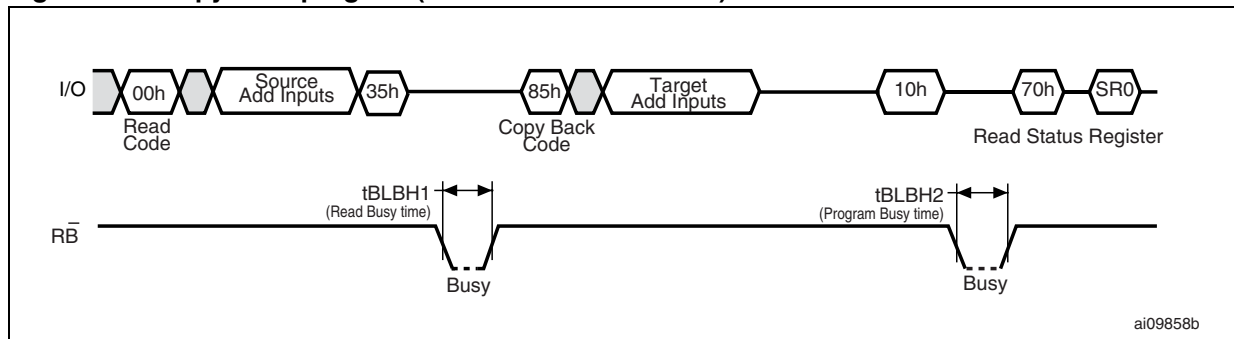 I/O
00h
Source
Add Inputs
35h
85h
Target
Add Inputs
10h
70h
SR0
Read
Code
Copy Back
Code
Read Status Register
tBLBH1
(Read Busy time)
tBLBH2
(Program Busy time)
RB̅
Busy
Busy
ai09858b